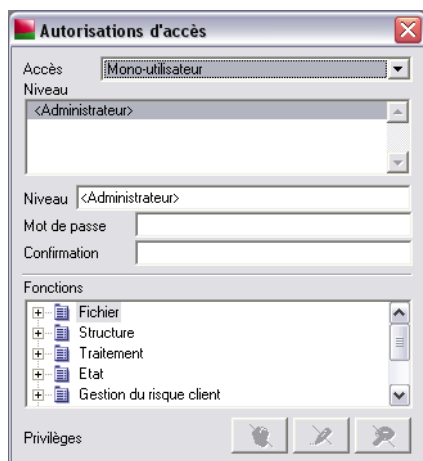 Autorisations d'accès
Accès Mono-utilisateur
Niveau
<Administrateur>
Niveau <Administrateur>
Mot de passe
Confirmation
Fonctions
Fichier
Structure
Traitement
Etat
Gestion du risque client
Privilèges